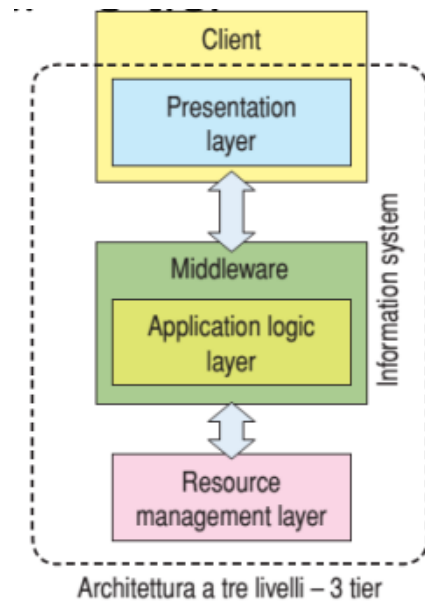 Client
Presentation
layer
Middleware
Application logic
layer
Information system
Resource
management layer
Architettura a tre livelli – 3 tier